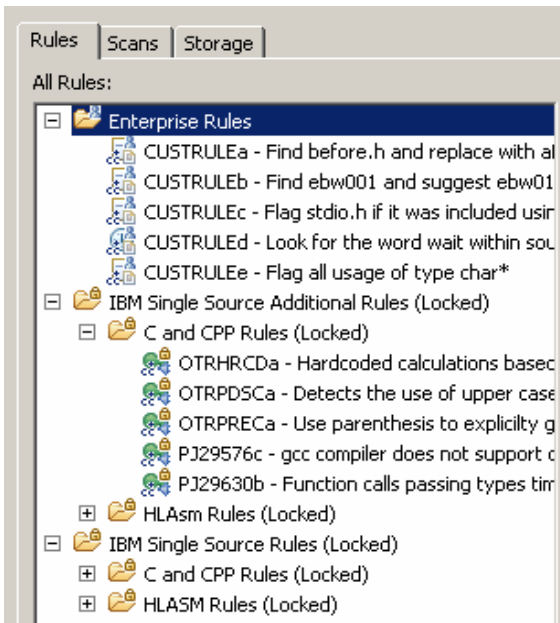 Rules Scans Storage
All Rules:
Enterprise Rules
CUSTRULEa - Find before.h and replace with
CUSTRULEb - Find ebw001 and suggest ebw01
CUSTRULEc - Flag stdio.h if it was included
CUSTRULEd - Look for the word wait within
CUSTRULEe - Flag all usage of type char*
IBM Single Source Additional Rules (Locked)
C and CPP Rules (Locked)
OTRHRCDa - Hardcoded calculations
OTRPDSCa - Detects the use of upper case
OTRPRECa - Use parenthesis to explicilty
PJ29576c - gcc compiler does not support
PJ29630b - Function calls passing types
HLAsm Rules (Locked)
IBM Single Source Rules (Locked)
C and CPP Rules (Locked)
HLASM Rules (Locked)